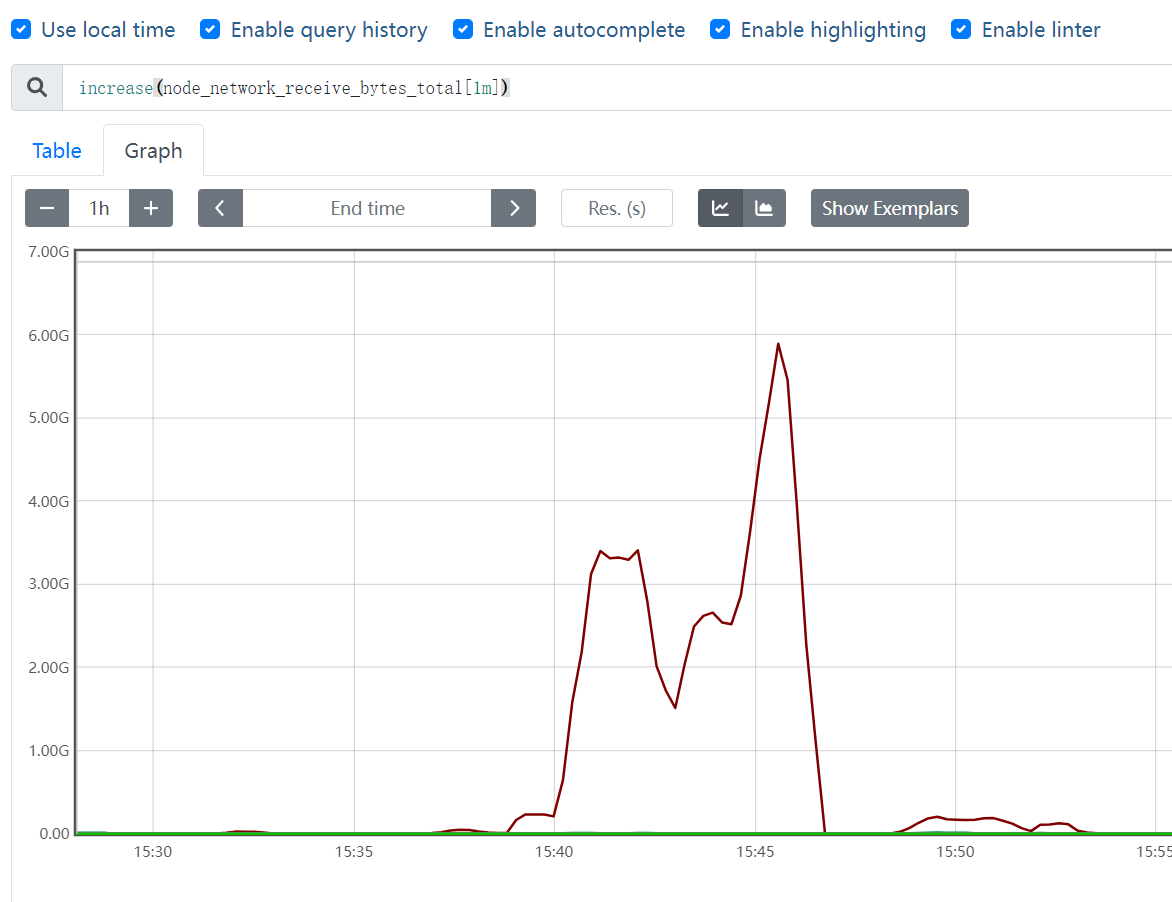 Use local time Enable query history Enable autocomplete Enable highlighting Enable linter
increase(node_network_receive_bytes_total[1m])
Table Graph
− 1h + End time Res. (s) Show Exemplars
7.00G
6.00G
5.00G
4.00G
3.00G
2.00G
1.00G
0.00
15:30 15:35 15:40 15:45 15:50 15:55